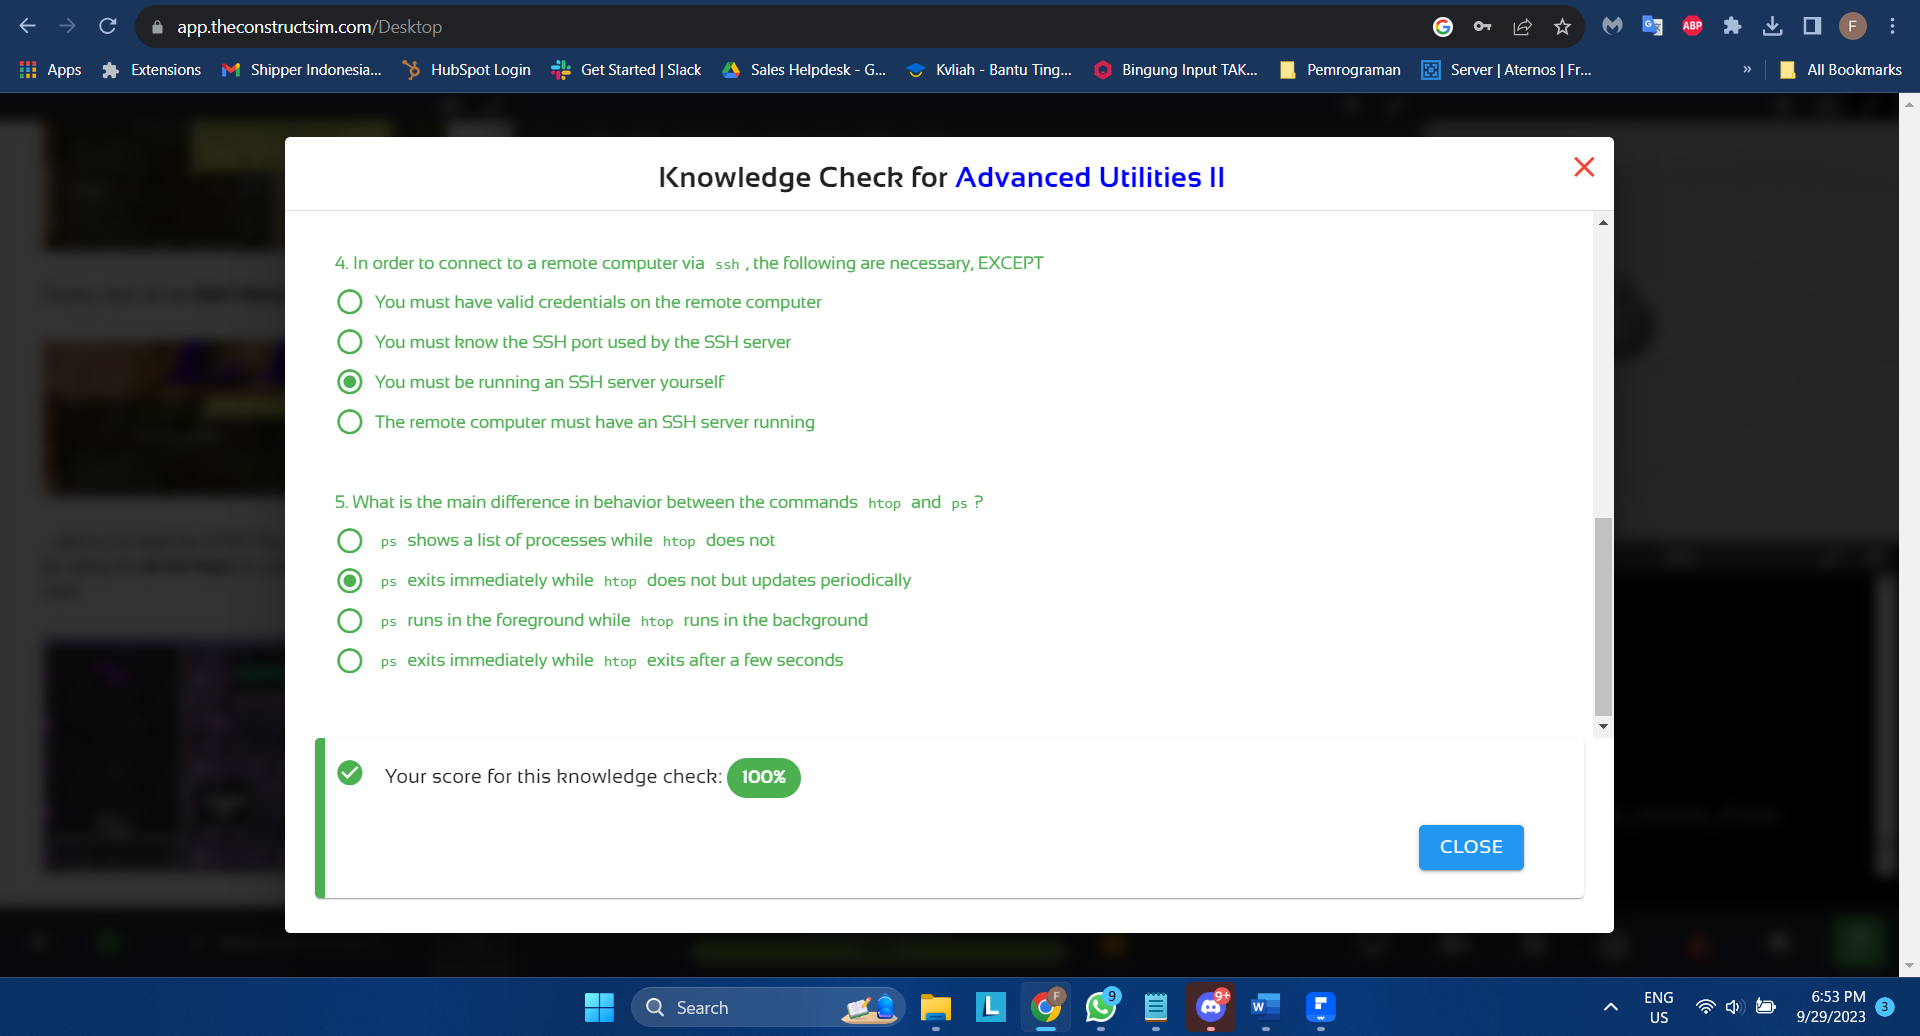 app.theconstructsim.com/Desktop
F
Apps
Extensions
Shipper Indonesia...
HubSpot Login
Get Started | Slack
Sales Helpdesk - G...
Kvliah - Bantu Ting...
Bingung Input TAK...
Pemrograman
Server | Aternos | Fr...
»
All Bookmarks
Knowledge Check for Advanced Utilities II
4. In order to connect to a remote computer via ssh , the following are necessary, EXCEPT
You must have valid credentials on the remote computer
You must know the SSH port used by the SSH server
You must be running an SSH server yourself
The remote computer must have an SSH server running
5. What is the main difference in behavior between the commands htop and ps ?
ps shows a list of processes while htop does not
ps exits immediately while htop does not but updates periodically
ps runs in the foreground while htop runs in the background
ps exits immediately while htop exits after a few seconds
Your score for this knowledge check: 100%
CLOSE
Search
9
9+
ENG
US
6:53 PM
9/29/2023
3